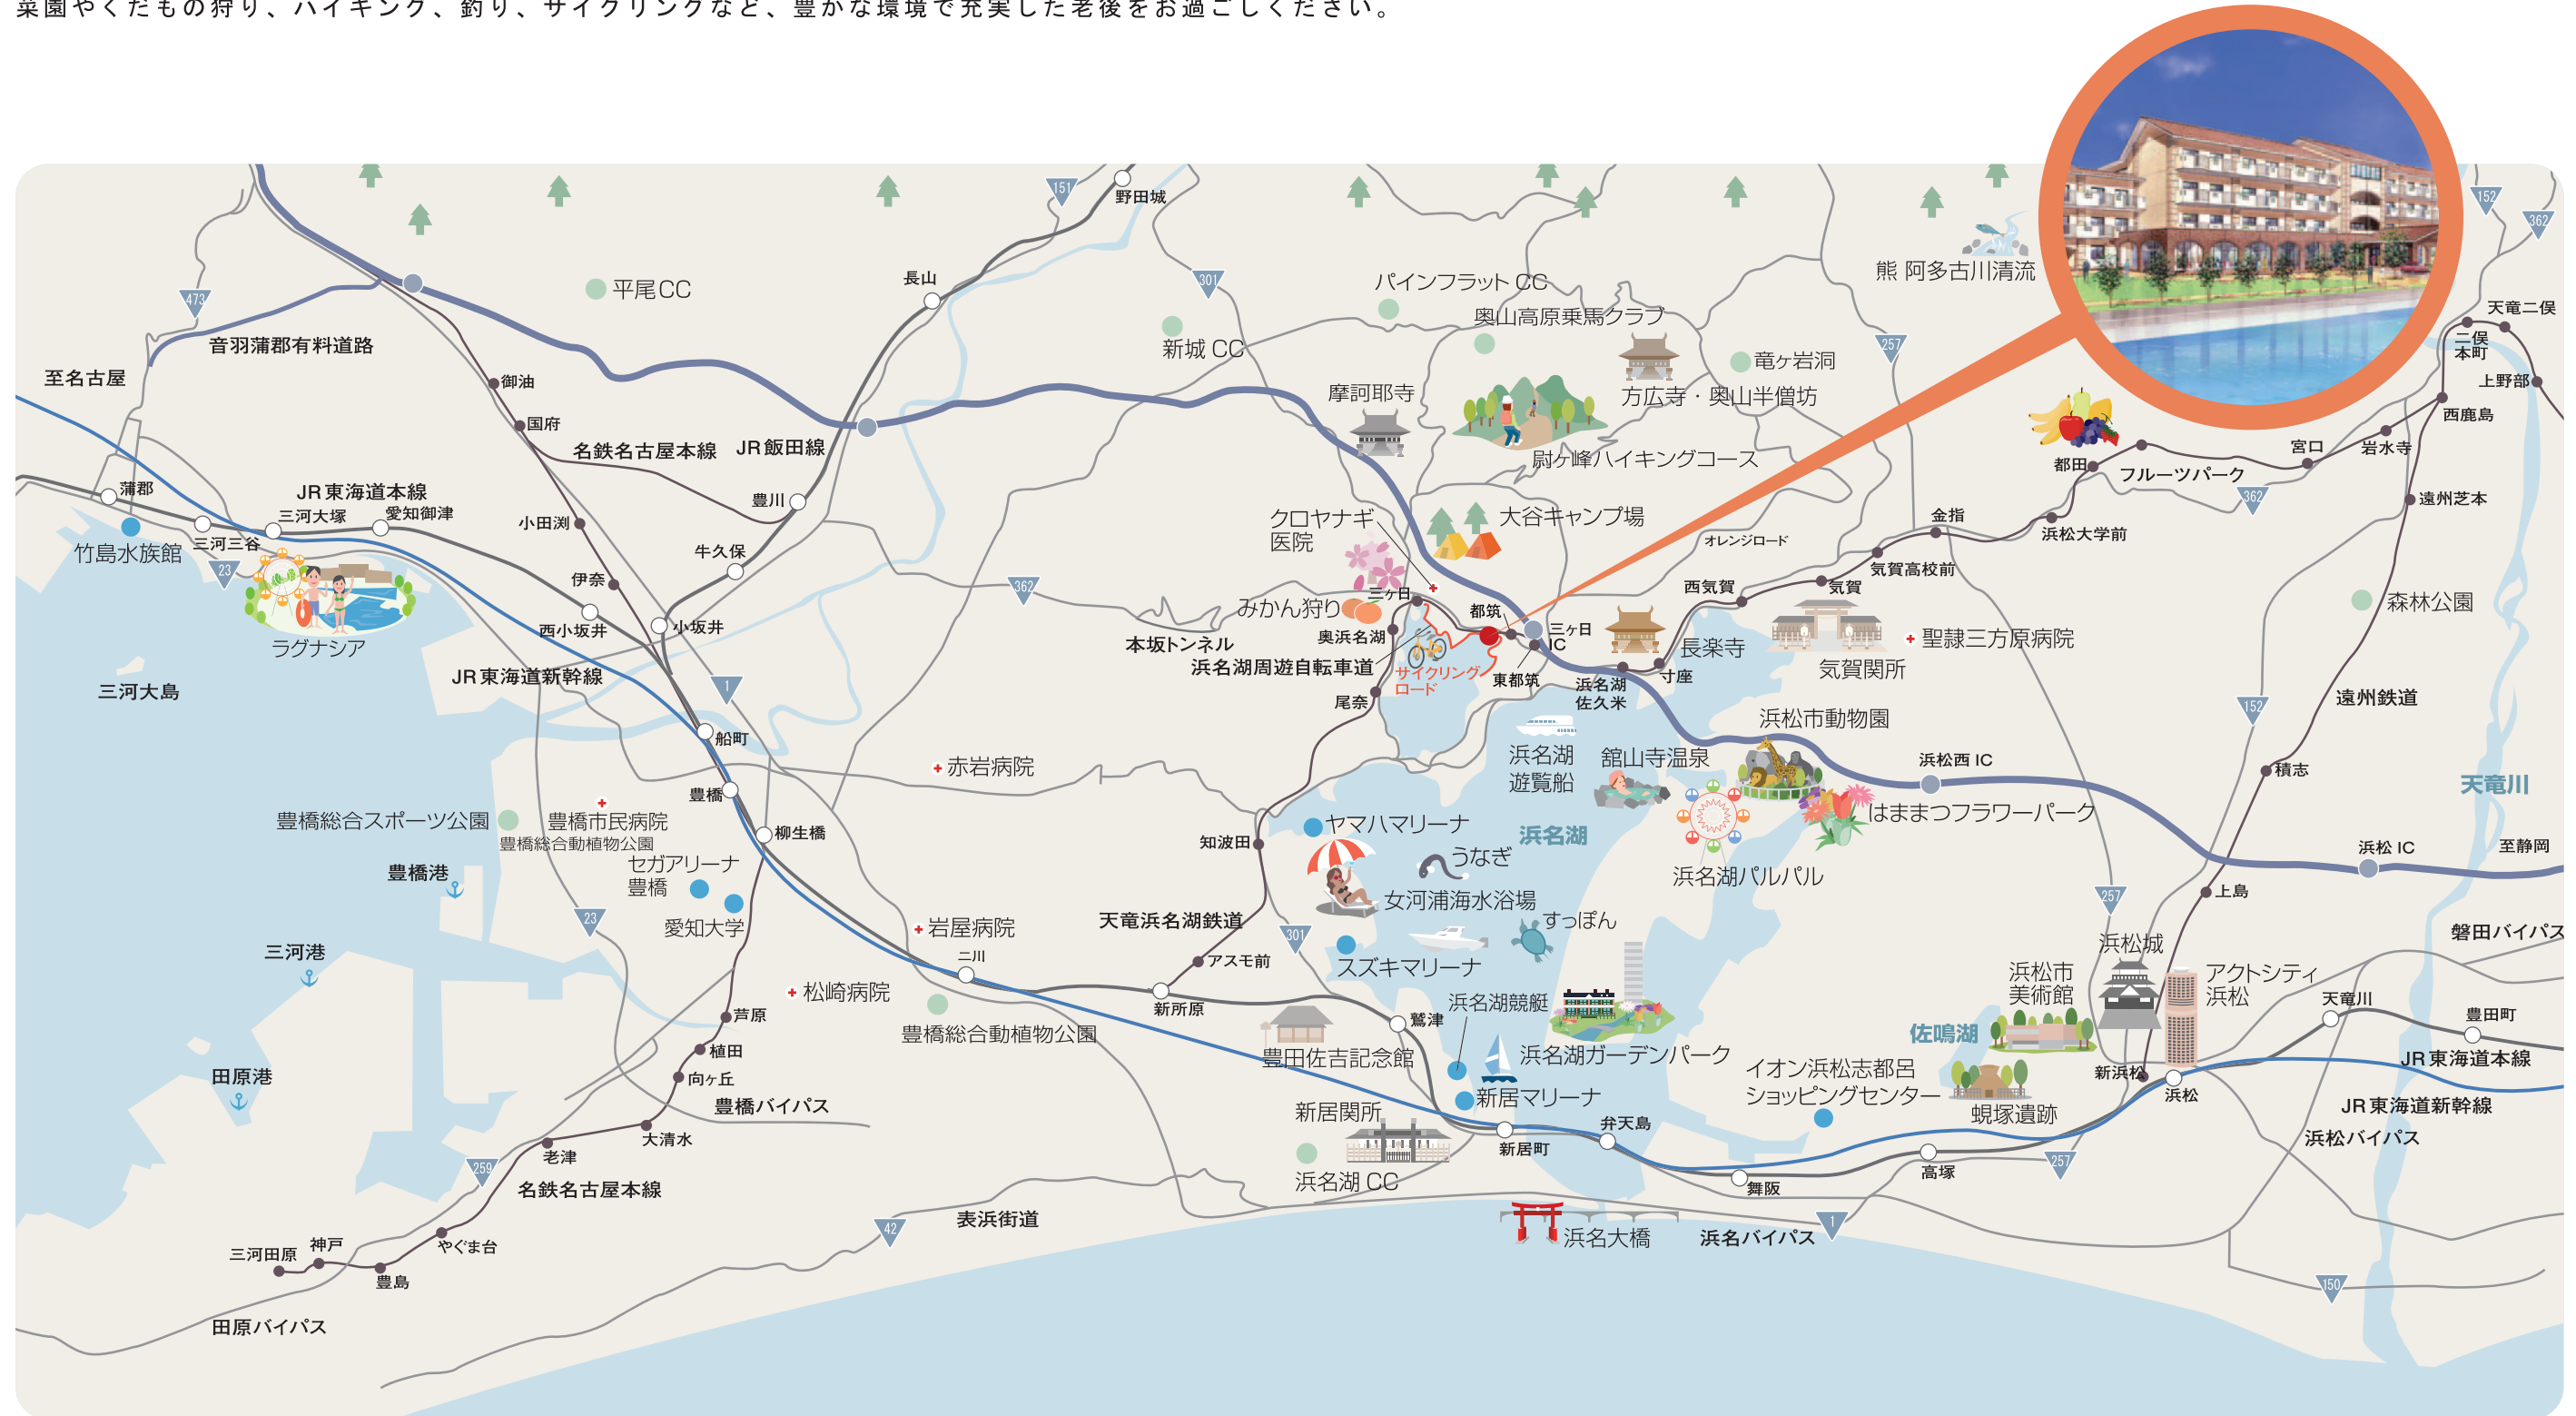 菜園やくだもの狩り、ハイキング、釣り、サイクリングなど、豊かな環境で充実した老後をお過ごしください。
野田城
151
152
362
473
長山
301
平尾CC
音羽蒲郡有料道路
至名古屋
新城 CC
パインフラット CC
奥山高原乗馬クラブ
竜ヶ岩洞
方広寺・奥山半僧坊
摩訶耶寺
尉ヶ峰ハイキングコース
熊 阿多古川清流
257
天竜二俣
二俣
本町
上野部
西鹿島
岩水寺
宮口
フルーツパーク
都田
362
遠州芝本
浜松大学前
金指
気賀高校前
気賀
西気賀
オレンジロード
御油
国府
名鉄名古屋本線
JR飯田線
豊川
蒲郡
JR東海道本線
三河大塚
愛知御津
三河三谷
竹島水族館
23
ラグナシア
小田渕
牛久保
伊奈
西小坂井
小坂井
362
クロヤナギ
医院
大谷キャンプ場
みかん狩り
三ヶ日
都筑
三ヶ日
IC
奥浜名湖
本坂トンネル
浜名湖周遊自転車道
サイクリング
ロード
東都筑
尾奈
浜名湖
佐久米
寸座
長楽寺
気賀関所
聖隷三方原病院
森林公園
遠州鉄道
152
三河大島
JR東海道新幹線
1
船町
豊橋
柳生橋
赤岩病院
豊橋総合スポーツ公園
豊橋市民病院
豊橋総合動植物公園
セガアリーナ
豊橋
愛知大学
豊橋港
三河港
田原港
23
知波田
ヤマハマリーナ
うなぎ
女河浦海水浴場
すっぽん
スズキマリーナ
浜名湖
浜名湖
遊覧船
舘山寺温泉
浜松市動物園
はままつフラワーパーク
浜名湖パルパル
浜松西 IC
積志
天竜川
至静岡
浜松 IC
上島
257
磐田バイパス
天竜浜名湖鉄道
301
アスモ前
新所原
岩屋病院
二川
松崎病院
豊橋総合動植物公園
芦原
植田
向ヶ丘
豊橋バイパス
大清水
老津
259
名鉄名古屋本線
やぐま台
神戸
三河田原
豊島
田原バイパス
42
表浜街道
豊田佐吉記念館
鷲津
浜名湖競艇
浜名湖ガーデンパーク
新居マリーナ
新居関所
浜名湖 CC
新居町
弁天島
イオン浜松志都呂
ショッピングセンター
佐鳴湖
浜松市
美術館
浜松城
アクトシティ
浜松
蜆塚遺跡
新浜松
浜松
天竜川
豊田町
JR東海道本線
JR東海道新幹線
浜松バイパス
高塚
257
舞阪
浜名大橋
浜名バイパス
1
150